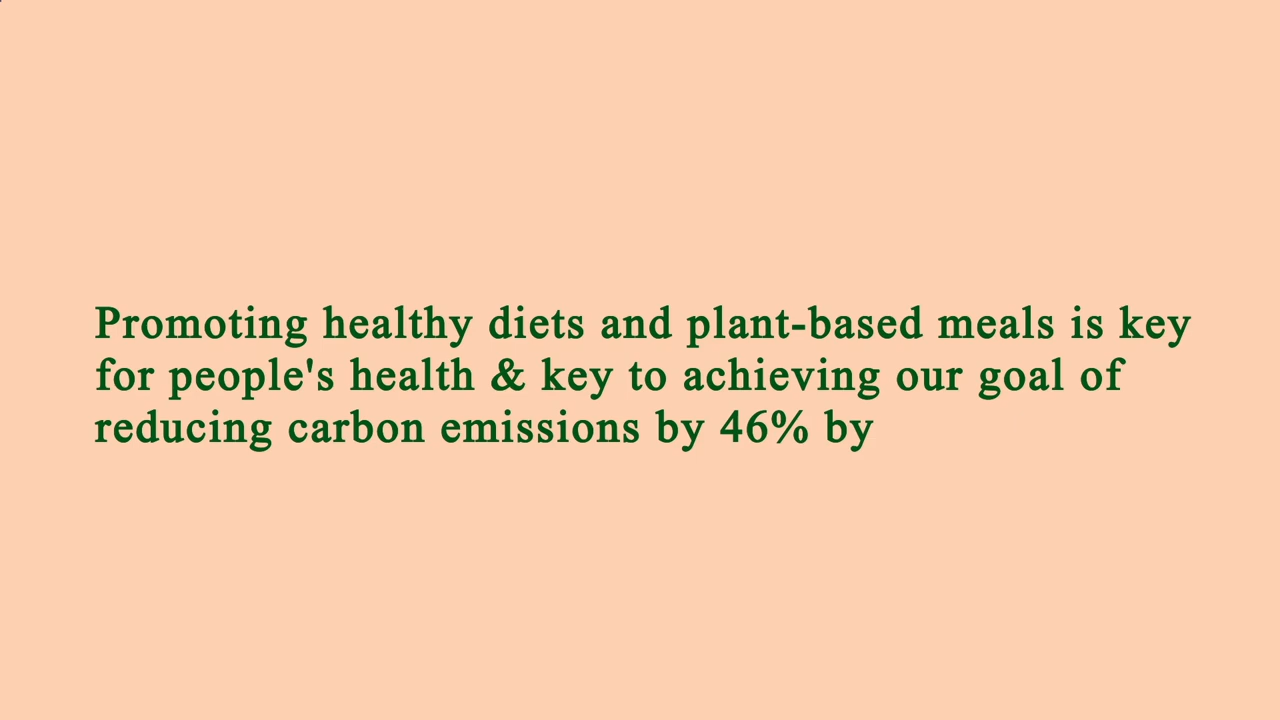 Promoting healthy diets and plant-based meals is key
for people's health & key to achieving our goal of
reducing carbon emissions by 46% by